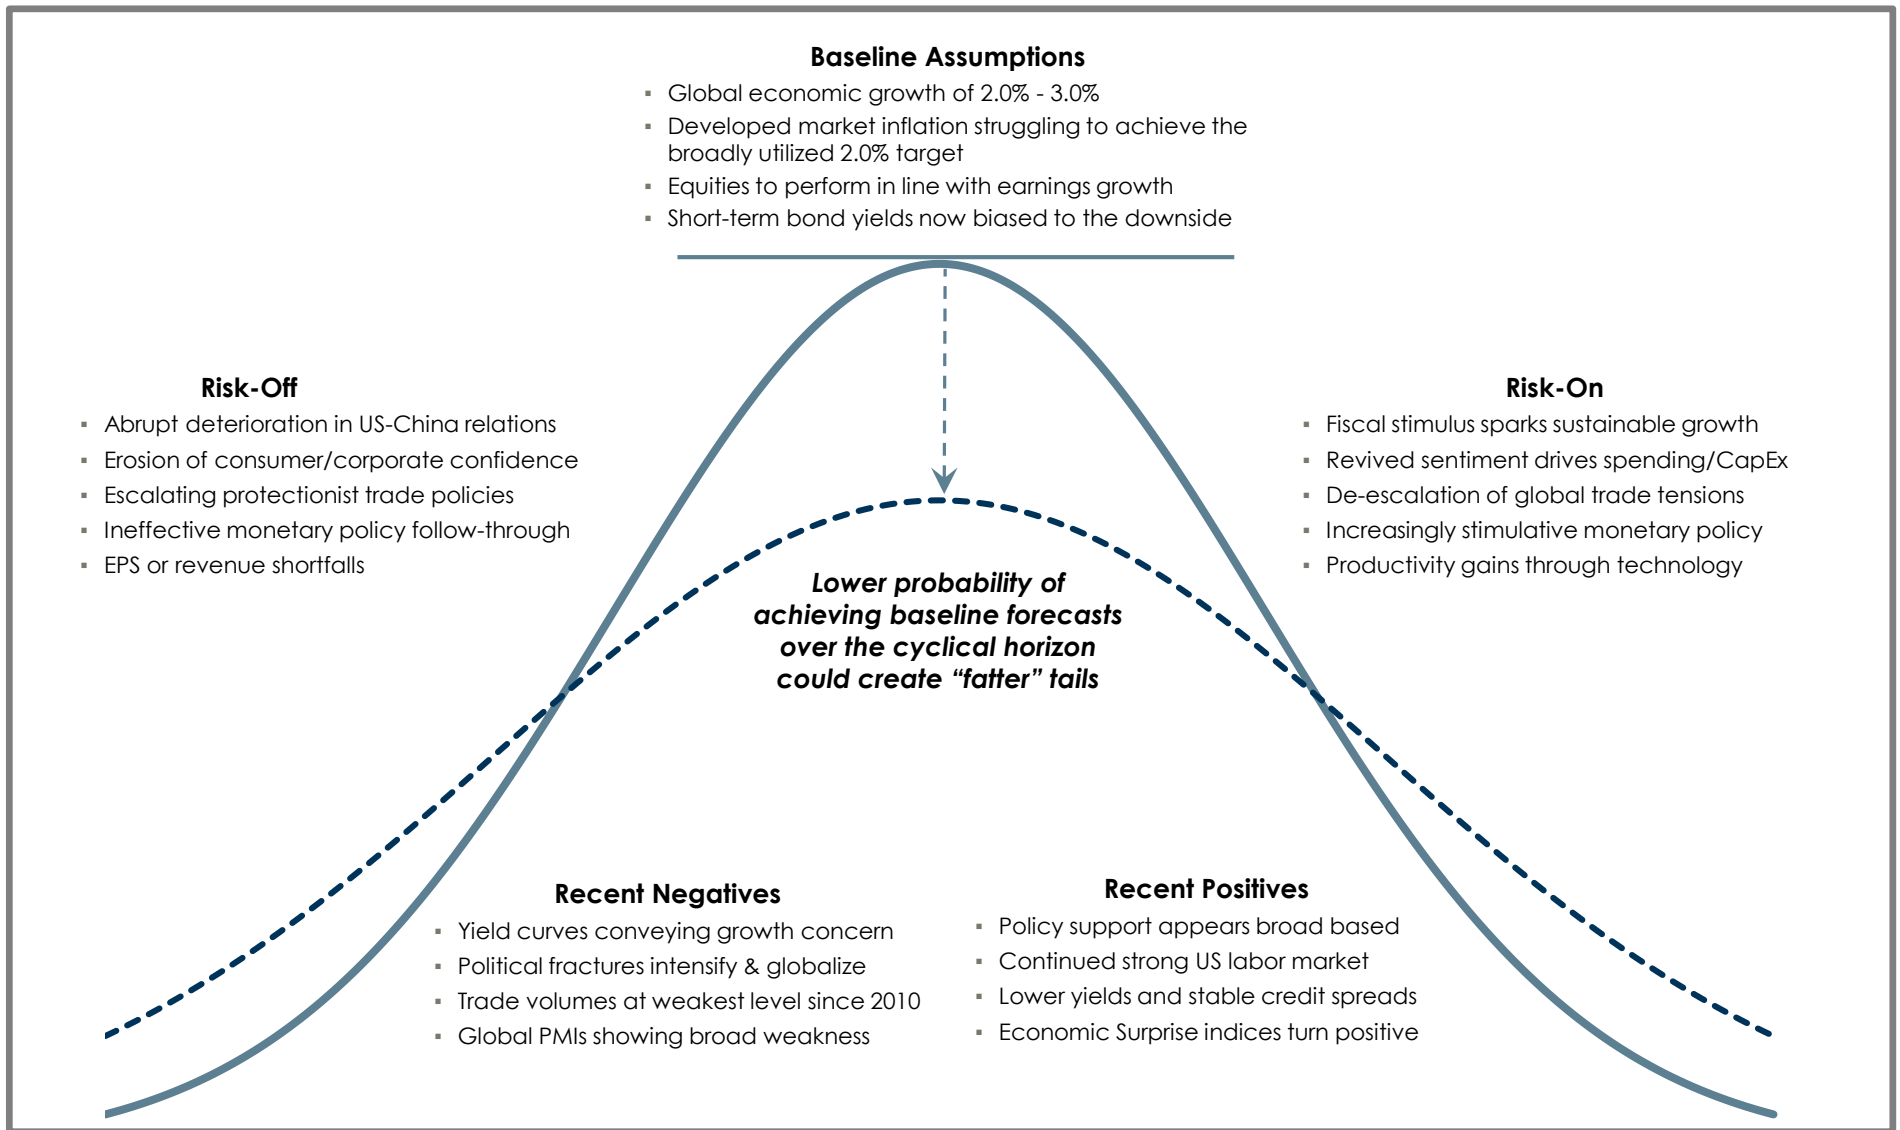 Baseline Assumptions
▪ Global economic growth of 2.0% - 3.0%
▪ Developed market inflation struggling to achieve the
broadly utilized 2.0% target
▪ Equities to perform in line with earnings growth
▪ Short-term bond yields now biased to the downside
Risk-Off
▪ Abrupt deterioration in US-China relations
▪ Erosion of consumer/corporate confidence
▪ Escalating protectionist trade policies
▪ Ineffective monetary policy follow-through
▪ EPS or revenue shortfalls
Risk-On
▪ Fiscal stimulus sparks sustainable growth
▪ Revived sentiment drives spending/CapEx
▪ De-escalation of global trade tensions
▪ Increasingly stimulative monetary policy
▪ Productivity gains through technology
Lower probability of
achieving baseline forecasts
over the cyclical horizon
could create “fatter” tails
Recent Negatives
▪ Yield curves conveying growth concern
▪ Political fractures intensify & globalize
▪ Trade volumes at weakest level since 2010
▪ Global PMIs showing broad weakness
Recent Positives
▪ Policy support appears broad based
▪ Continued strong US labor market
▪ Lower yields and stable credit spreads
▪ Economic Surprise indices turn positive